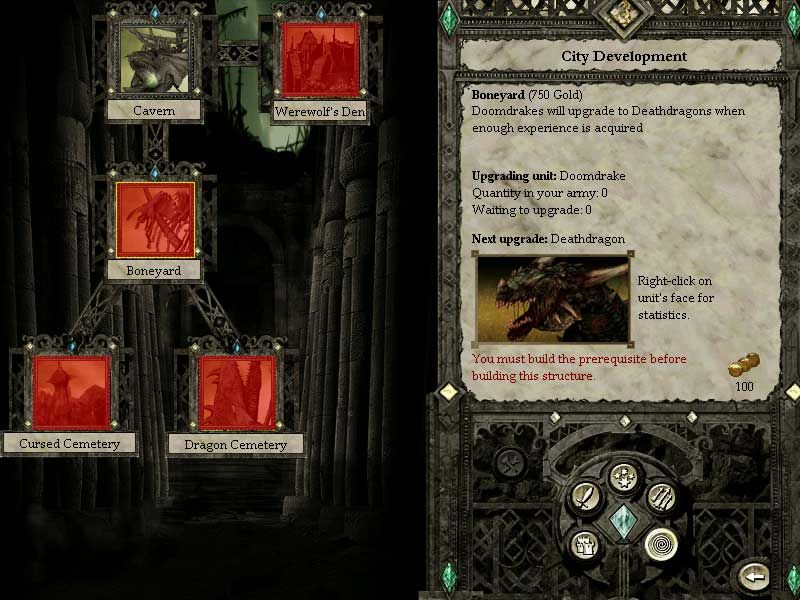 Cavern
Werewolf's Den
Boneyard
Cursed Cemetery
Dragon Cemetery
City Development
Boneyard (750 Gold)
Doomdrakes will upgrade to Deathdragons when
enough experience is acquired
Upgrading unit: Doomdrake
Quantity in your army: 0
Waiting to upgrade: 0
Next upgrade: Deathdragon
Right-click on
unit's face for
statistics.
You must build the prerequisite before
building this structure.
100